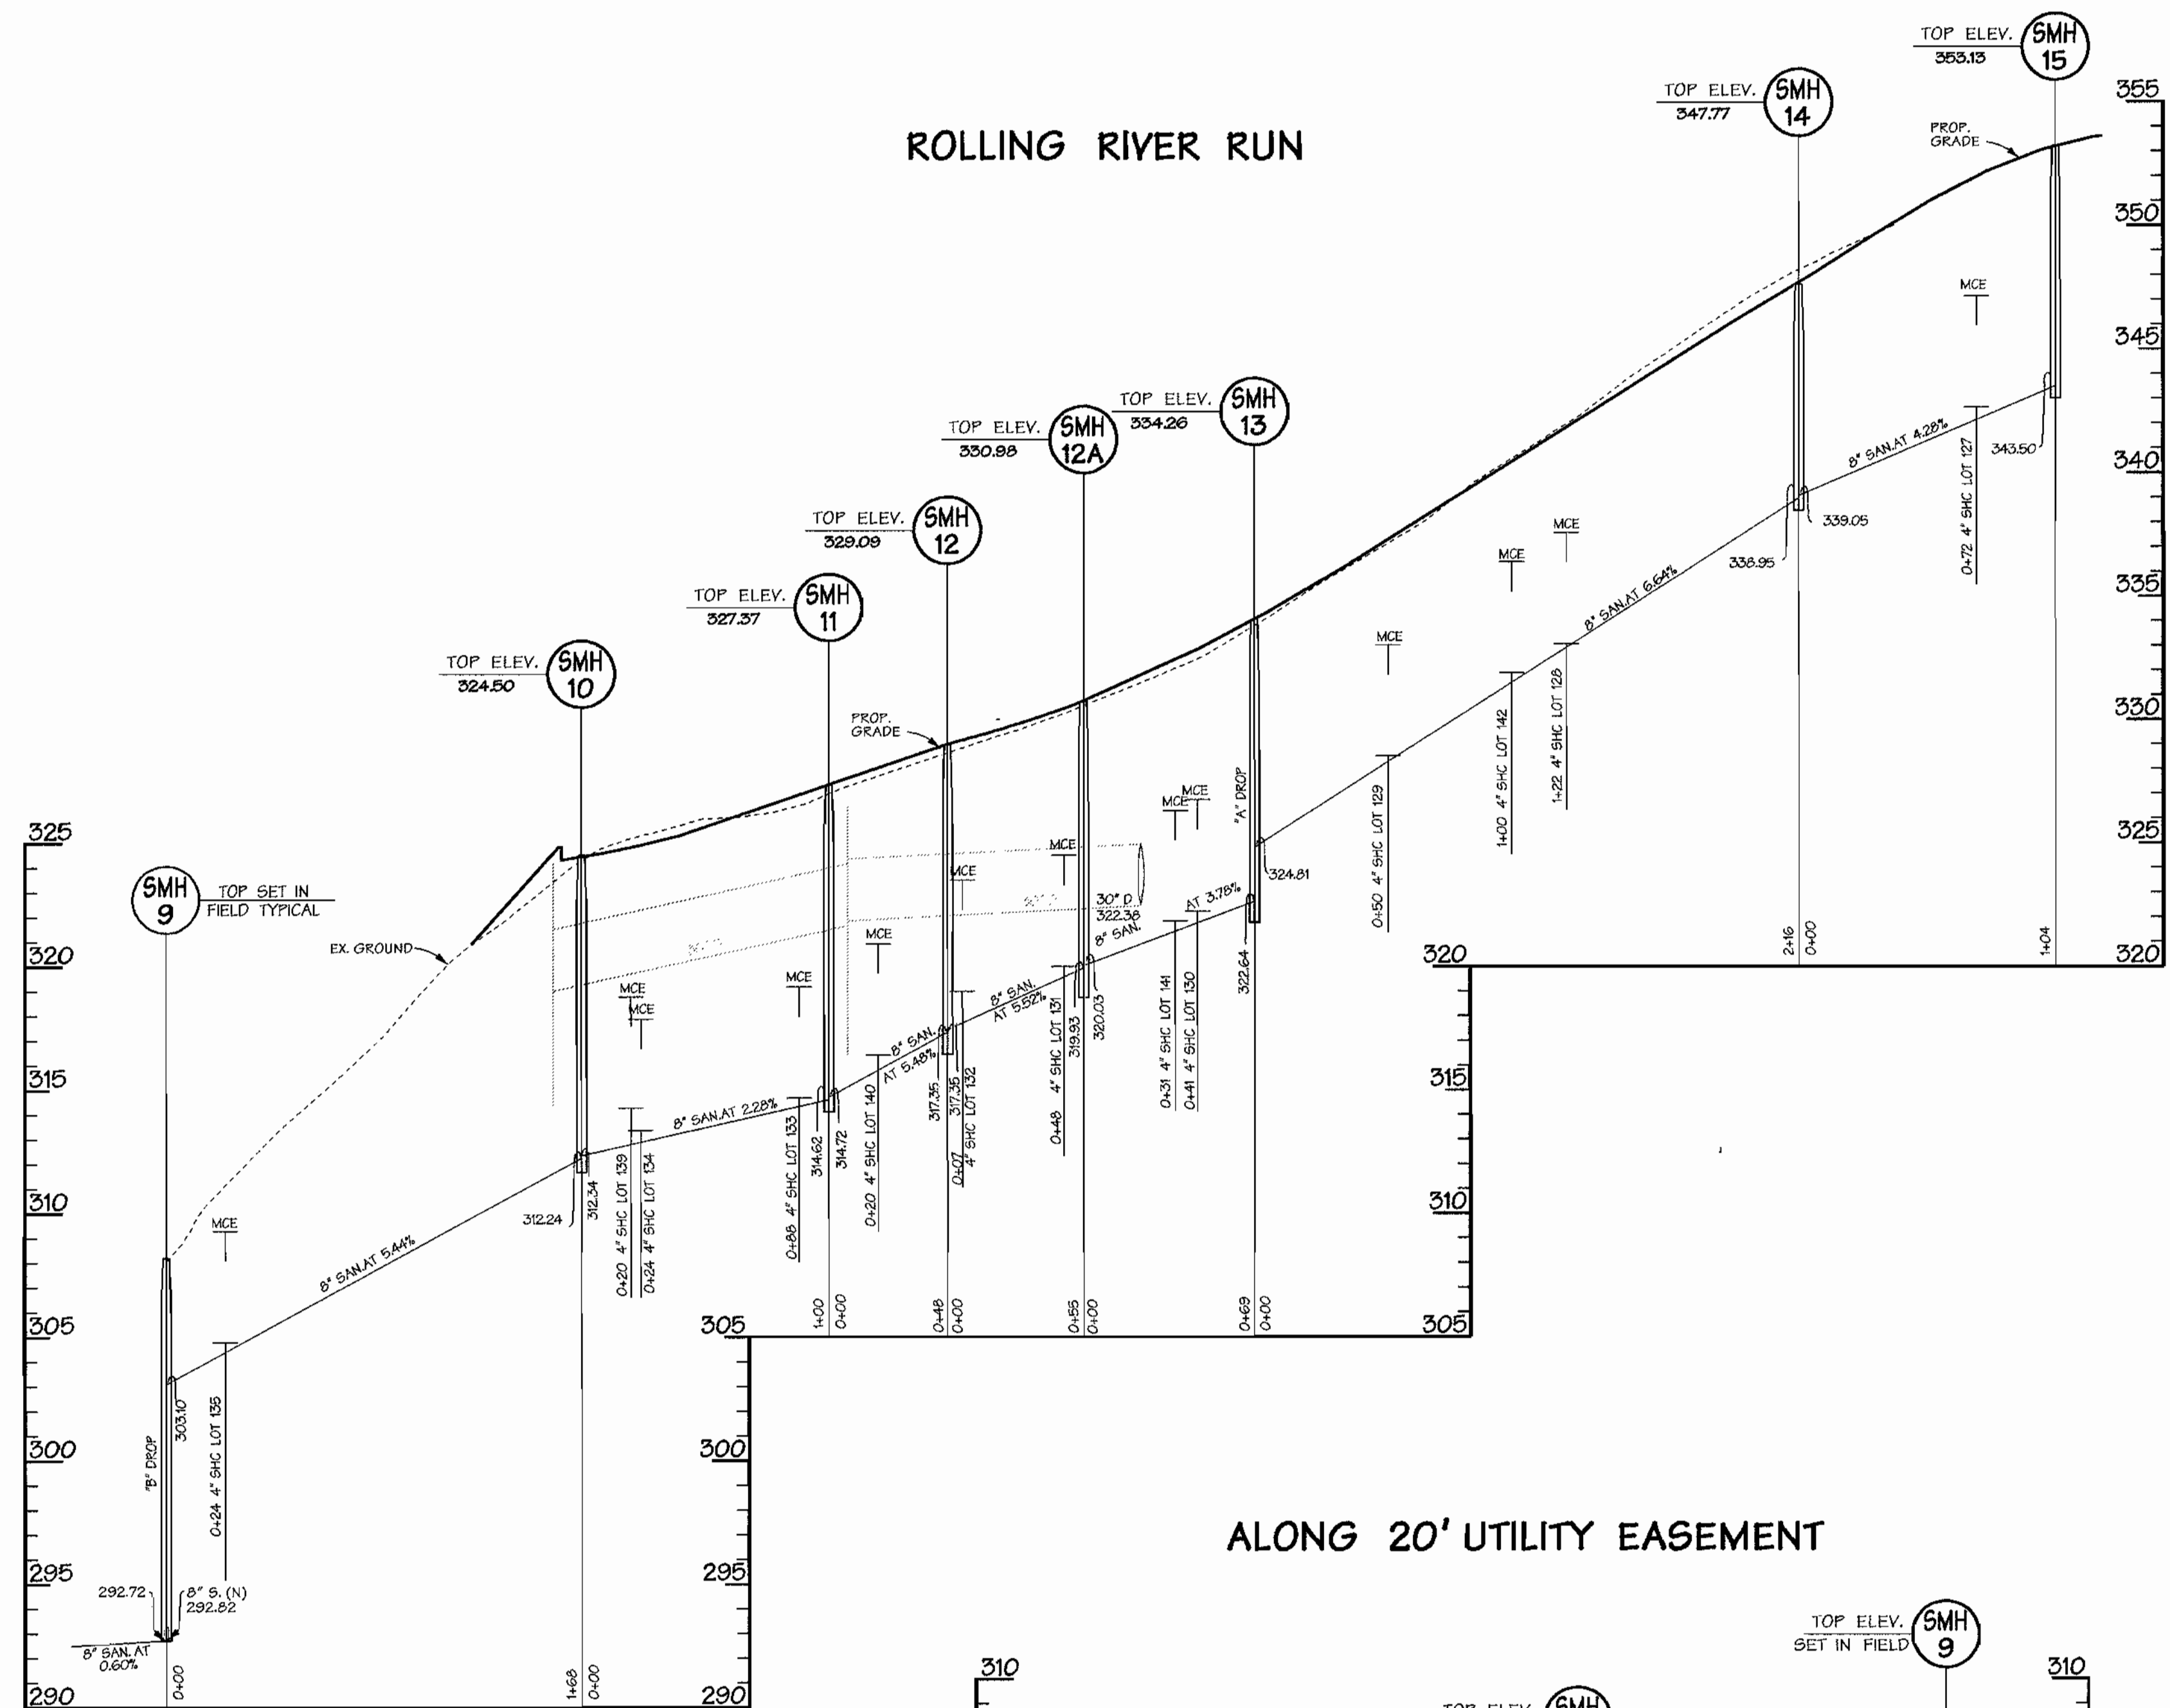 ROLLING RIVER RUN
TOP ELEV.
353.13
SMH
15
TOP ELEV.
347.77
SMH
14
PROP.
GRADE
355
350
345
340
335
330
325
320
MCE
8" SAN. AT 4.28%
343.50
0+72 4" SHC LOT 127
339.05
338.95
8" SAN. AT 6.64%
MCE
MCE
MCE
1+22 4" SHC LOT 128
1+00 4" SHC LOT 142
0+50 4" SHC LOT 129
2+16
0+00
1+04
TOP ELEV.
334.26
SMH
13
TOP ELEV.
330.98
SMH
12A
TOP ELEV.
329.09
SMH
12
TOP ELEV.
327.37
SMH
11
TOP ELEV.
324.50
SMH
10
PROP.
GRADE
"A" DROP
324.81
322.64
8" SAN.
AT 3.78%
MCE
MCE
0+31 4" SHC LOT 141
0+41 4" SHC LOT 130
30" D
322.38
MCE
0+48 4" SHC LOT 131
319.93
320.03
8" SAN.
AT 5.52%
MCE
0+07
4" SHC LOT 132
317.35
317.35
8" SAN.
AT 5.48%
MCE
0+20 4" SHC LOT 140
314.62
314.72
MCE
0+88 4" SHC LOT 133
8" SAN. AT 2.28%
MCE
MCE
0+20 4" SHC LOT 139
0+24 4" SHC LOT 134
312.24
312.34
320
315
310
305
1+00
0+00
0+48
0+00
0+55
0+00
0+69
0+00
325
320
315
310
305
300
295
290
SMH
9
TOP SET IN
FIELD TYPICAL
EX. GROUND
MCE
8" SAN. AT 5.44%
303.10
"B" DROP
0+24 4" SHC LOT 135
292.72
8" S. (N)
292.82
8" SAN. AT
0.60%
0+00
1+68
0+00
305
300
295
290
ALONG 20' UTILITY EASEMENT
TOP ELEV.
SET IN FIELD
SMH
9
310
310
TOP ELEV.
SMH